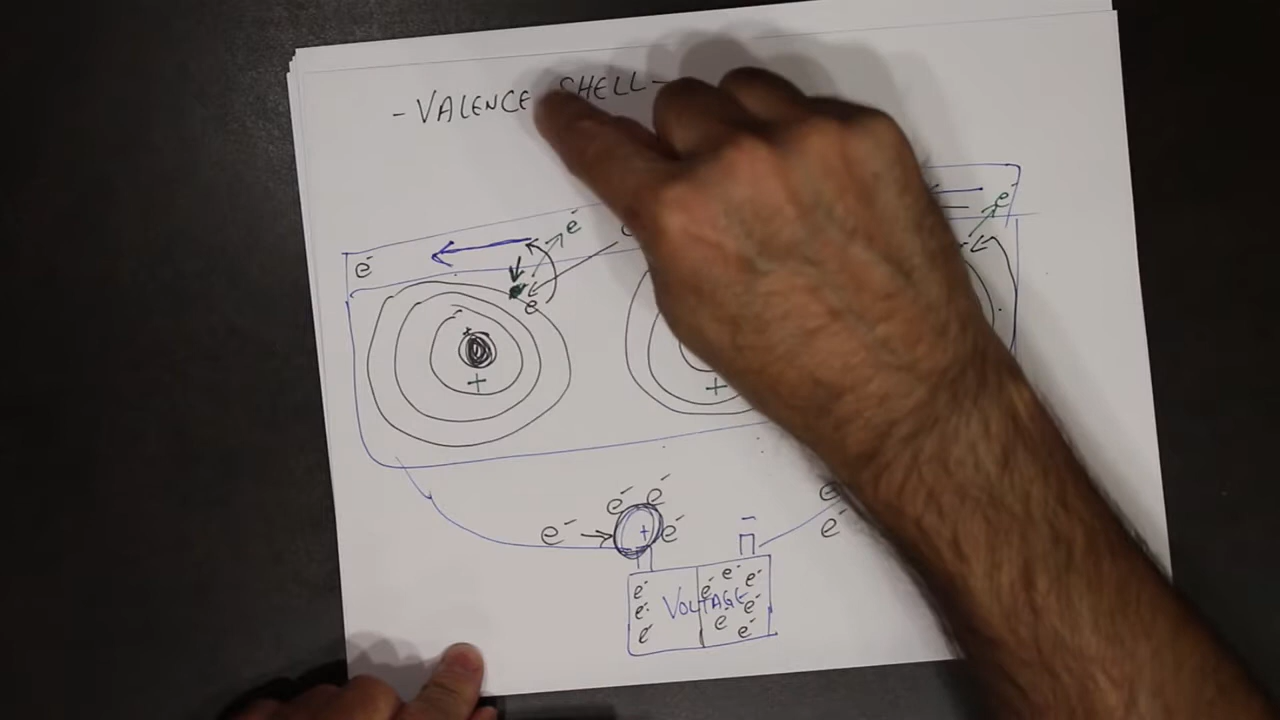 - VALENCE SHELL -
e⁻
e⁻
e⁻
e
+
+
e⁻ e⁻
e⁻ → + e⁻
e⁻
-
e⁻ e⁻ e⁻ e⁻
e⁻ VOLTAGE e⁻
e⁻ e e⁻